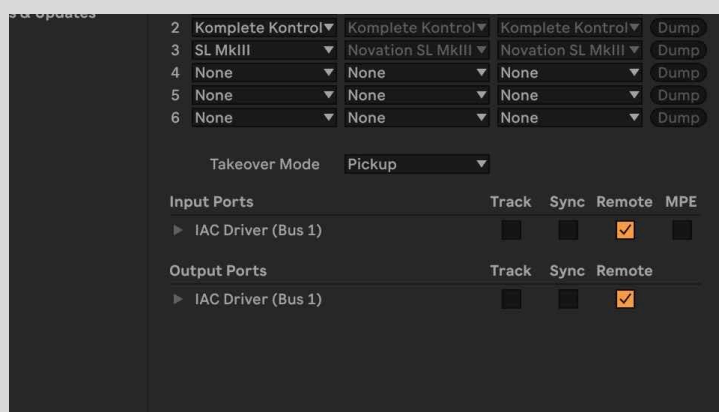 s & Updates
2 Komplete Kontrol Komplete Kontrol Komplete Kontrol Dump
3 SL MkIII Novation SL MkIII Novation SL MkIII Dump
4 None None None Dump
5 None None None Dump
6 None None None Dump
Takeover Mode Pickup
Input Ports Track Sync Remote MPE
IAC Driver (Bus 1)
Output Ports Track Sync Remote
IAC Driver (Bus 1)